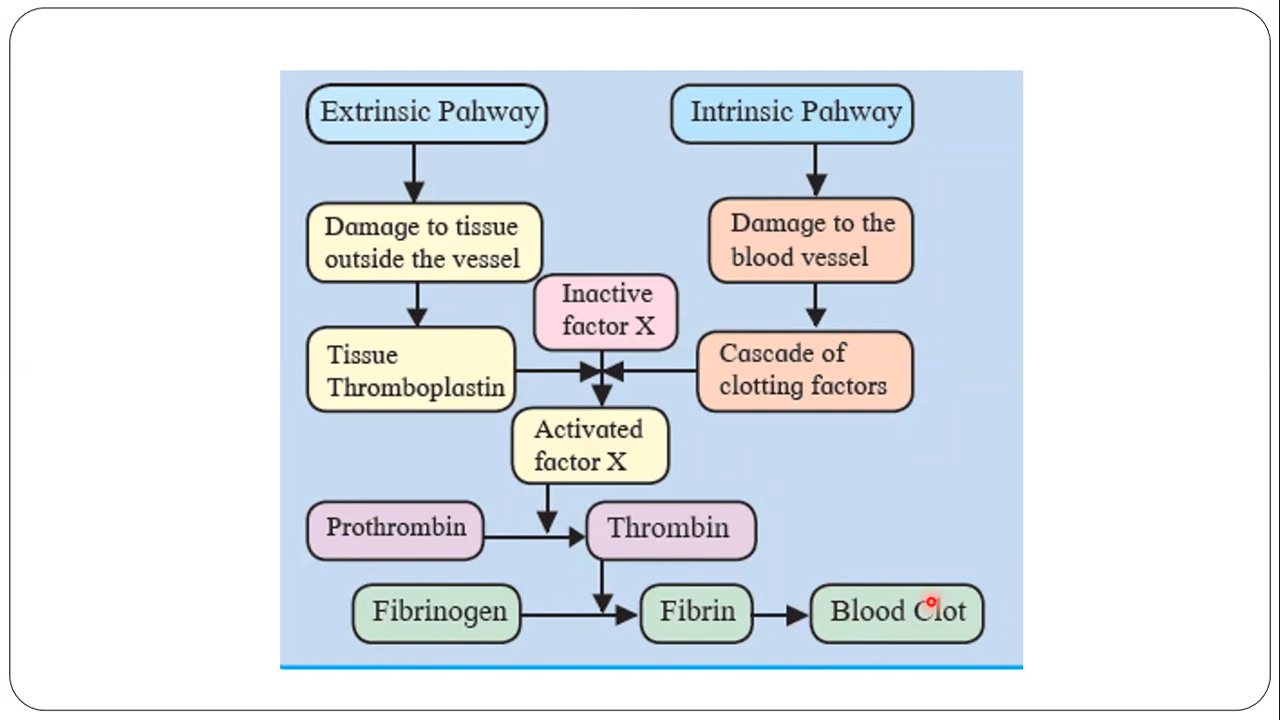 Extrinsic Pahway
Intrinsic Pahway
Damage to tissue
outside the vessel
Damage to the
blood vessel
Inactive
factor X
Tissue
Thromboplastin
Cascade of
clotting factors
Activated
factor X
Prothrombin
Thrombin
Fibrinogen
Fibrin
Blood Clot